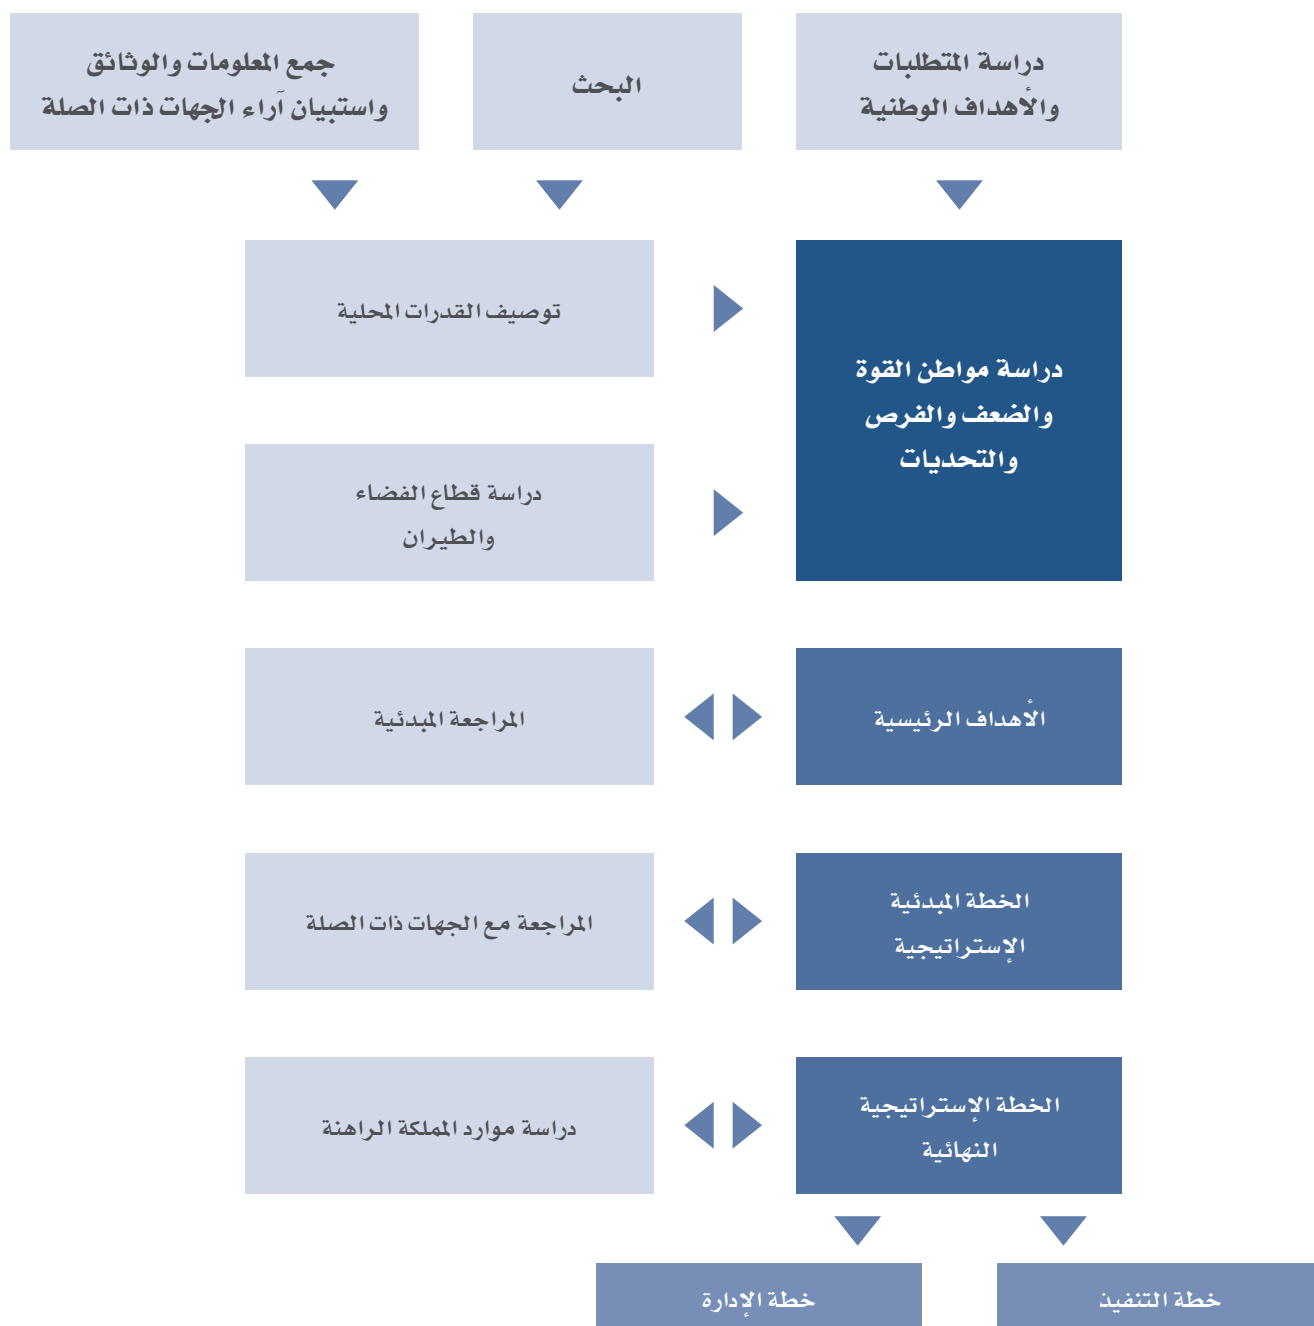 دراسة المتطلبات
والأهداف الوطنية
البحث
جمع المعلومات والوثائق
واستبيان آراء الجهات ذات الصلة
دراسة مواطن القوة
والضعف والفرص
والتحديات
توصيف القدرات المحلية
دراسة قطاع الفضاء
والطيران
الأهداف الرئيسية
المراجعة المبدئية
الخطة المبدئية
الإستراتيجية
المراجعة مع الجهات ذات الصلة
الخطة الإستراتيجية
النهائية
دراسة موارد المملكة الراهنة
خطة التنفيذ
خطة الإدارة